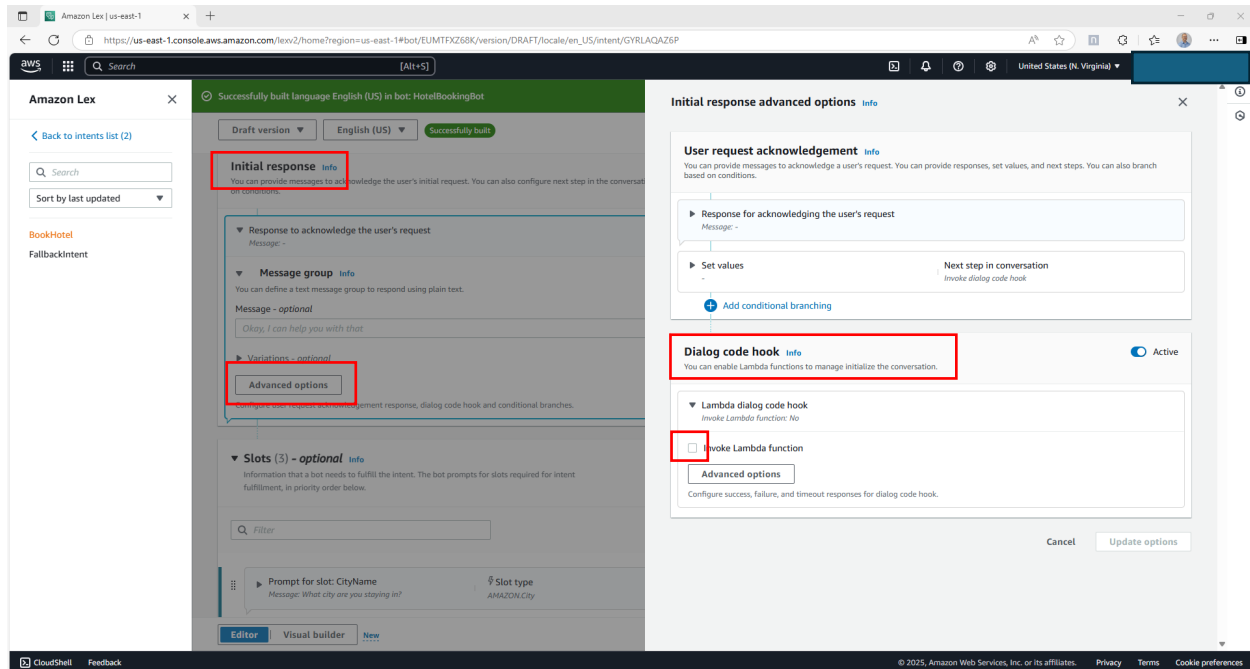 Amazon Lex | us-east-1
https://us-east-1.console.aws.amazon.com/lexv2/home?region=us-east-1#bot/EUMTFXZ68K/version/DRAFT/locale/en_US/intent/GYRLAQAZ6P
aws
Search
[Alt+S]
United States (N. Virginia)
Amazon Lex
Back to intents list (2)
Search
Sort by last updated
BookHotel
FallbackIntent
Successfully built language English (US) in bot: HotelBookingBot
Draft version
English (US)
Successfully built
Initial response Info
You can provide messages to acknowledge the user's initial request. You can also configure next step in the conversat
on conditions.
Response to acknowledge the user's request
Message: -
Message group Info
You can define a text message group to respond using plain text.
Message - optional
Okay, I can help you with that
Variations - optional
Advanced options
Configure user request acknowledgement response, dialog code hook and conditional branches.
Slots (3) - optional Info
Information that a bot needs to fulfill the intent. The bot prompts for slots required for intent
fulfillment, in priority order below.
Filter
Prompt for slot: CityName
Message: What city are you staying in?
Slot type
AMAZON.City
Editor
Visual builder
New
Initial response advanced options Info
User request acknowledgement Info
You can provide messages to acknowledge a user's request. You can provide responses, set values, and next steps. You can also branch
based on conditions.
Response for acknowledging the user's request
Message: -
Set values
-
Next step in conversation
Invoke dialog code hook
Add conditional branching
Dialog code hook Info
You can enable Lambda functions to manage initialize the conversation.
Active
Lambda dialog code hook
Invoke Lambda function: No
Invoke Lambda function
Advanced options
Configure success, failure, and timeout responses for dialog code hook.
Cancel
Update options
CloudShell
Feedback
© 2025, Amazon Web Services, Inc. or its affiliates.
Privacy
Terms
Cookie preferences